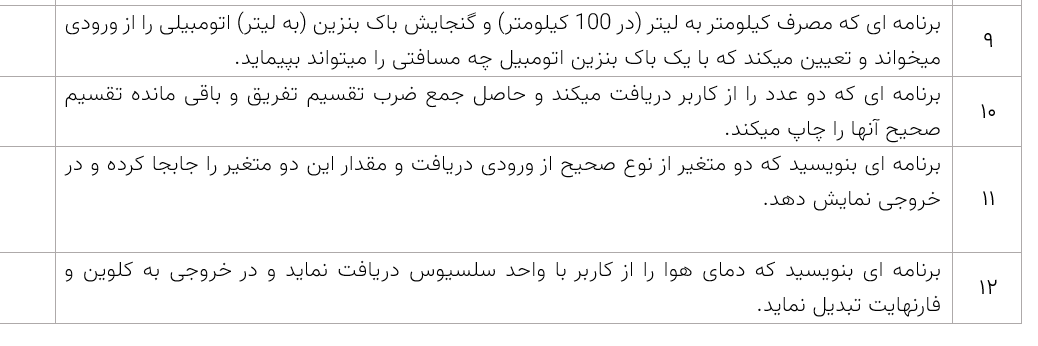 ۹
برنامه ای که مصرف کیلومتر به لیتر (در 100 کیلومتر) و گنجایش باک بنزین (به لیتر) اتومبیلی را از ورودی
میخواند و تعیین میکند که با یک باک بنزین اتومبیل چه مسافتی را میتواند بپیماید.
۱۰
برنامه ای که دو عدد را از کاربر دریافت میکند و حاصل جمع ضرب تقسیم تفریق و باقی مانده تقسیم
صحیح آنها را چاپ میکند.
۱۱
برنامه ای بنویسید که دو متغیر از نوع صحیح از ورودی دریافت و مقدار این دو متغیر را جابجا کرده و در
خروجی نمایش دهد.
۱۲
برنامه ای بنویسید که دمای هوا را از کاربر با واحد سلسیوس دریافت نماید و در خروجی به کلوین و
فارنهایت تبدیل نماید.